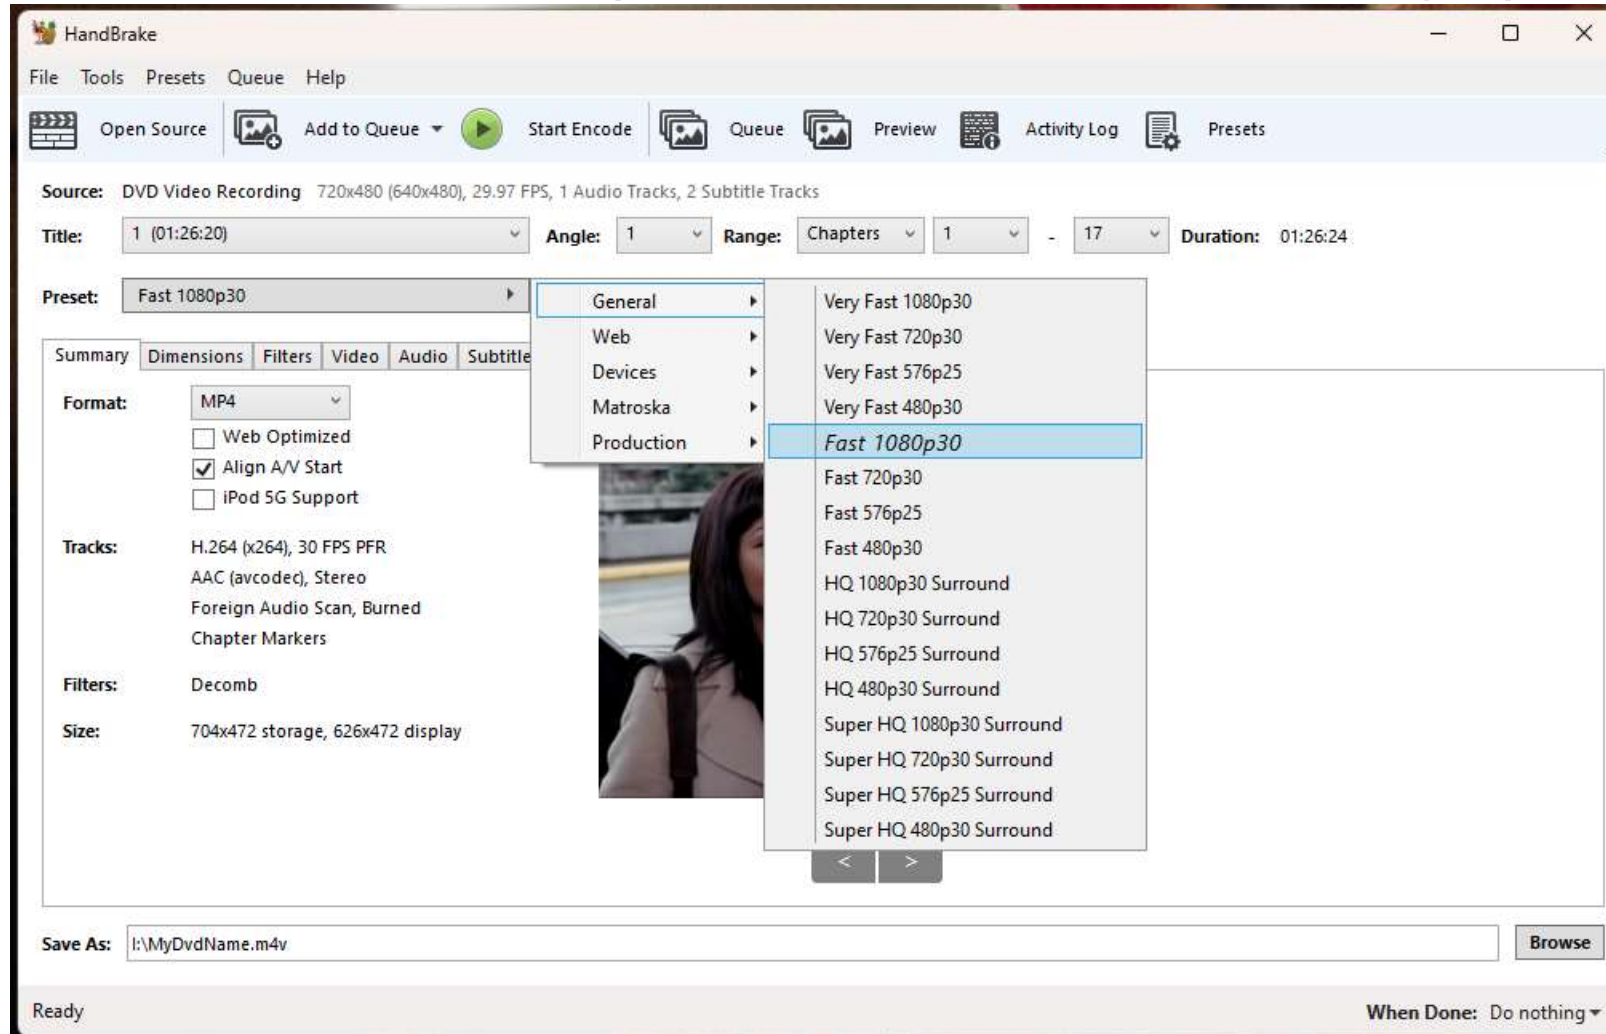 HandBrake
File Tools Presets Queue Help
Open Source Add to Queue Start Encode Queue Preview Activity Log Presets
Source: DVD Video Recording 720x480 (640x480), 29.97 FPS, 1 Audio Tracks, 2 Subtitle Tracks
Title: 1 (01:26:20) Angle: 1 Range: Chapters 1 - 17 Duration: 01:26:24
Preset: Fast 1080p30
General
Web
Devices
Matroska
Production
Very Fast 1080p30
Very Fast 720p30
Very Fast 576p25
Very Fast 480p30
Fast 1080p30
Fast 720p30
Fast 576p25
Fast 480p30
HQ 1080p30 Surround
HQ 720p30 Surround
HQ 576p25 Surround
HQ 480p30 Surround
Super HQ 1080p30 Surround
Super HQ 720p30 Surround
Super HQ 576p25 Surround
Super HQ 480p30 Surround
Summary Dimensions Filters Video Audio Subtitle
Format: MP4
Web Optimized
Align A/V Start
iPod 5G Support
Tracks: H.264 (x264), 30 FPS PFR
AAC (avcodec), Stereo
Foreign Audio Scan, Burned
Chapter Markers
Filters: Decomb
Size: 704x472 storage, 626x472 display
< >
Save As: I:\MyDvdName.m4v Browse
Ready When Done: Do nothing